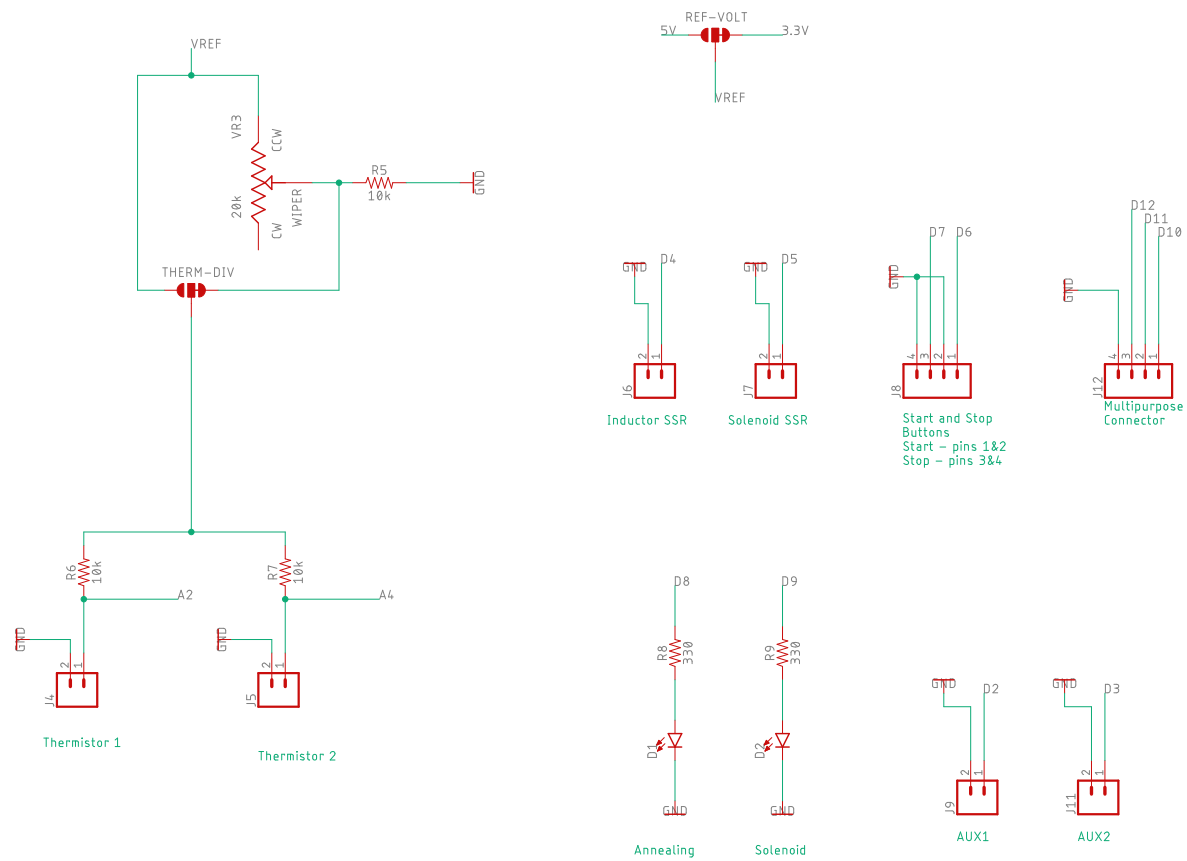 REF-VOLT
5V
3.3V
VREF
VREF
VR3
CCW
20k
CW
WIPER
R5
10k
GND
THERM-DIV
R6
10k
A2
GND
2
1
J4
Thermistor 1
R7
10k
A4
GND
2
1
J5
Thermistor 2
GND
D4
2
1
J6
Inductor SSR
GND
D5
2
1
J7
Solenoid SSR
D7
D6
GND
4
3
2
1
J8
Start and Stop
Buttons
Start – pins 1&2
Stop – pins 3&4
D12
D11
D10
GND
4
3
2
1
J12
Multipurpose
Connector
D8
R8
330
D1
GND
Annealing
D9
R9
330
D2
GND
Solenoid
GND
D2
2
1
J9
AUX1
GND
D3
2
1
J11
AUX2